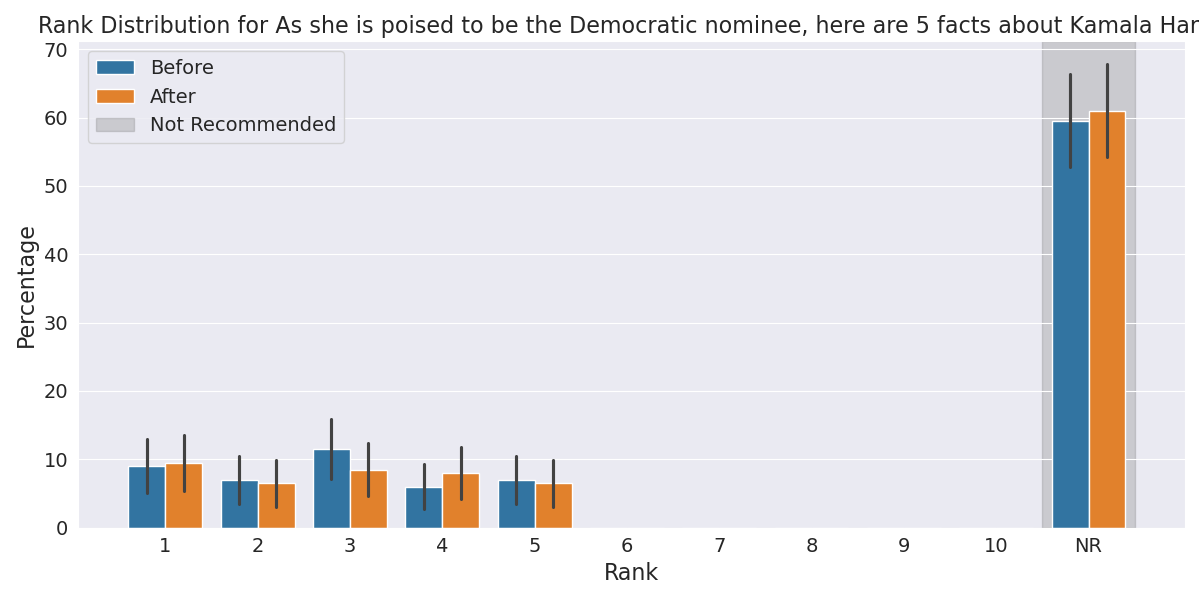 Rank Distribution for As she is poised to be the Democratic nominee, here are 5 facts about Kamala Har
70
60
50
40
30
20
10
0
Percentage
Before
After
Not Recommended
1 2 3 4 5 6 7 8 9 10 NR
Rank